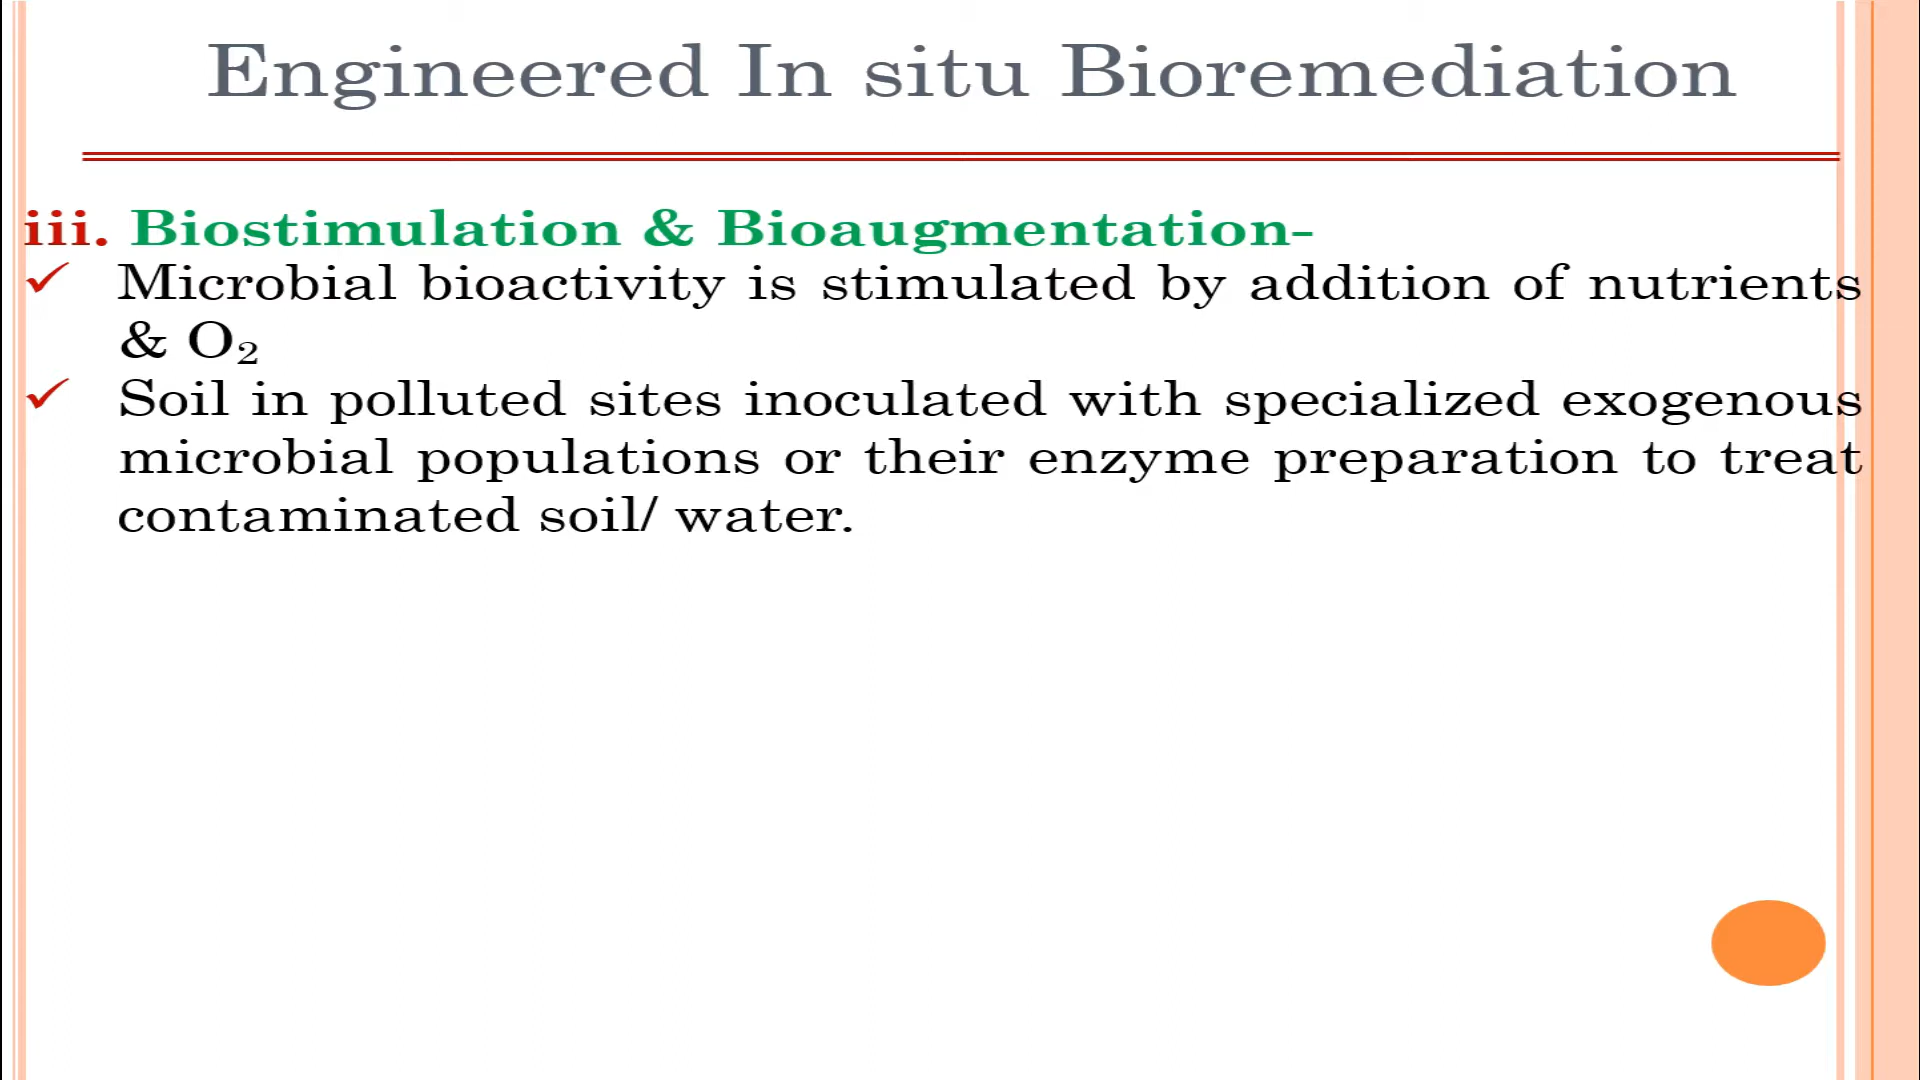 Engineered In situ Bioremediation
iii. Biostimulation & Bioaugmentation-
✓ Microbial bioactivity is stimulated by addition of nutrients
& O₂
✓ Soil in polluted sites inoculated with specialized exogenous
microbial populations or their enzyme preparation to treat
contaminated soil/ water.